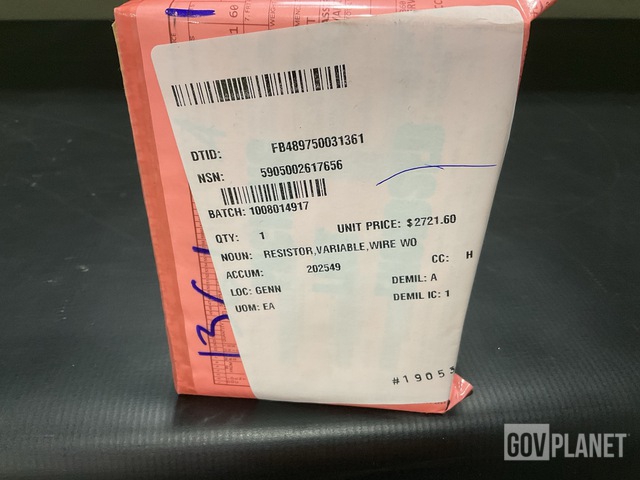 DTID: FB489750031361
NSN: 5905002617656
BATCH: 1008014917
QTY: 1 UNIT PRICE: $2721.60
NOUN: RESISTOR,VARIABLE,WIRE WO
ACCUM: 202549 CC: H
LOC: GENN DEMIL: A
UOM: EA DEMIL IC: 1
#19053
GOVPLANET